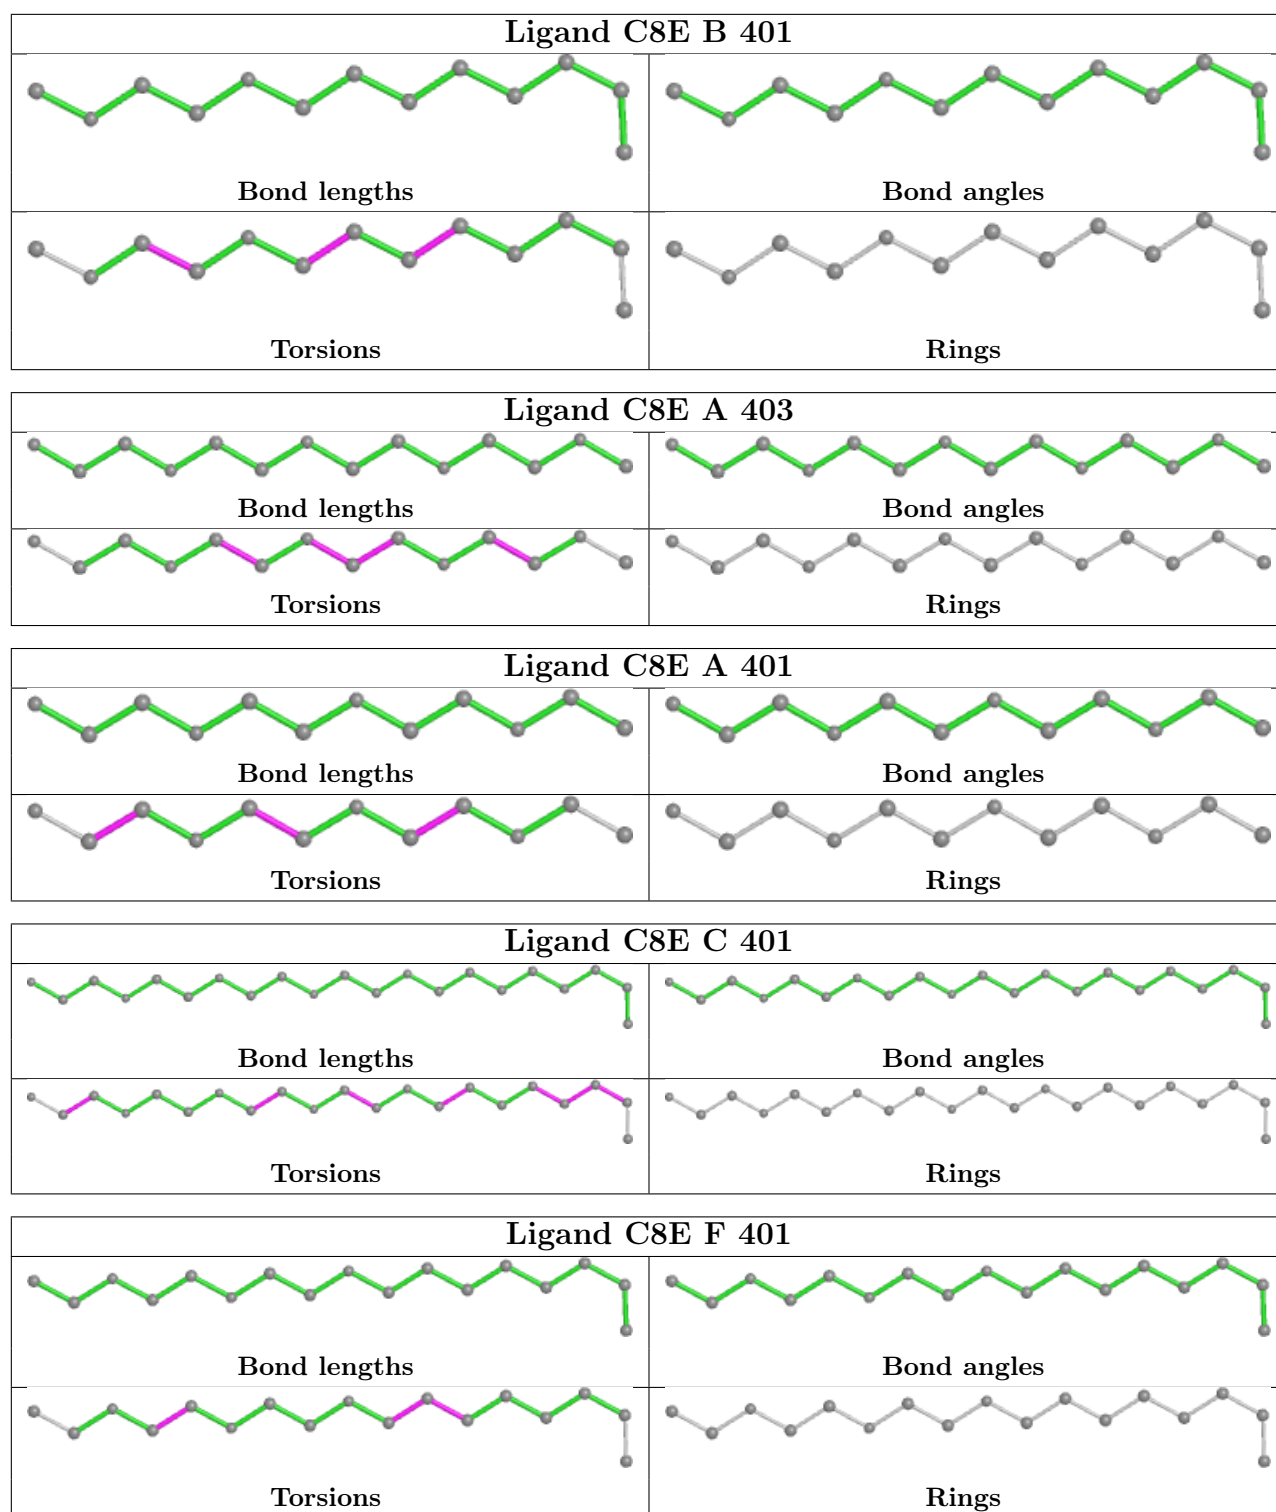 Ligand C8E B 401
Bond lengths
Bond angles
Torsions
Rings
Ligand C8E A 403
Bond lengths
Bond angles
Torsions
Rings
Ligand C8E A 401
Bond lengths
Bond angles
Torsions
Rings
Ligand C8E C 401
Bond lengths
Bond angles
Torsions
Rings
Ligand C8E F 401
Bond lengths
Bond angles
Torsions
Rings